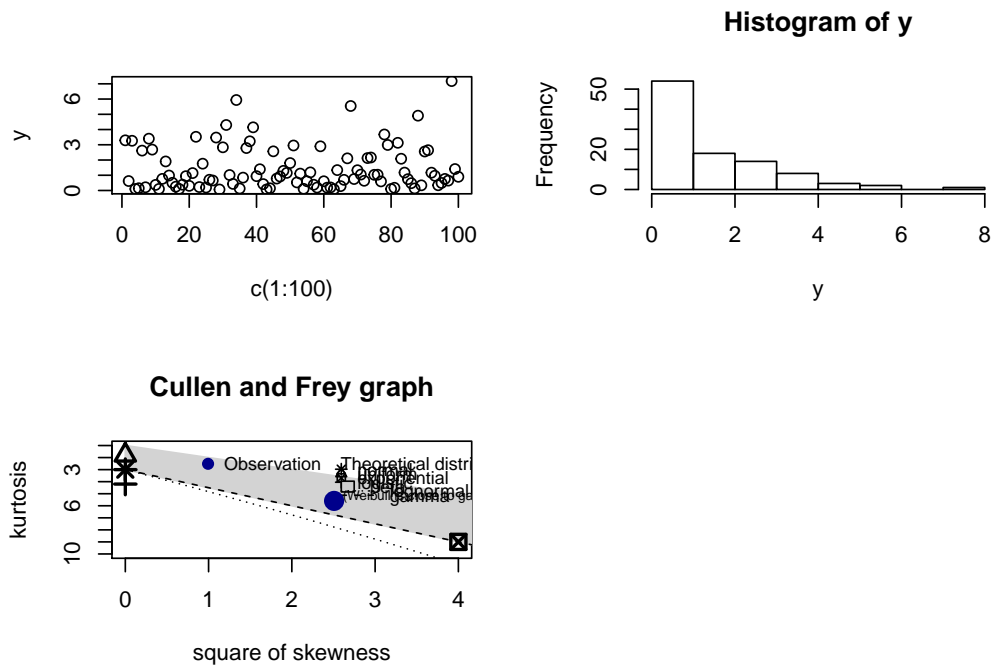 y
6
3
0
0 20 40 60 80 100
c(1:100)
Histogram of y
Frequency
50
20
0
0 2 4 6 8
y
Cullen and Frey graph
kurtosis
3
6
10
Observation
Theoretical distri
exponential
gamma
0 1 2 3 4
square of skewness